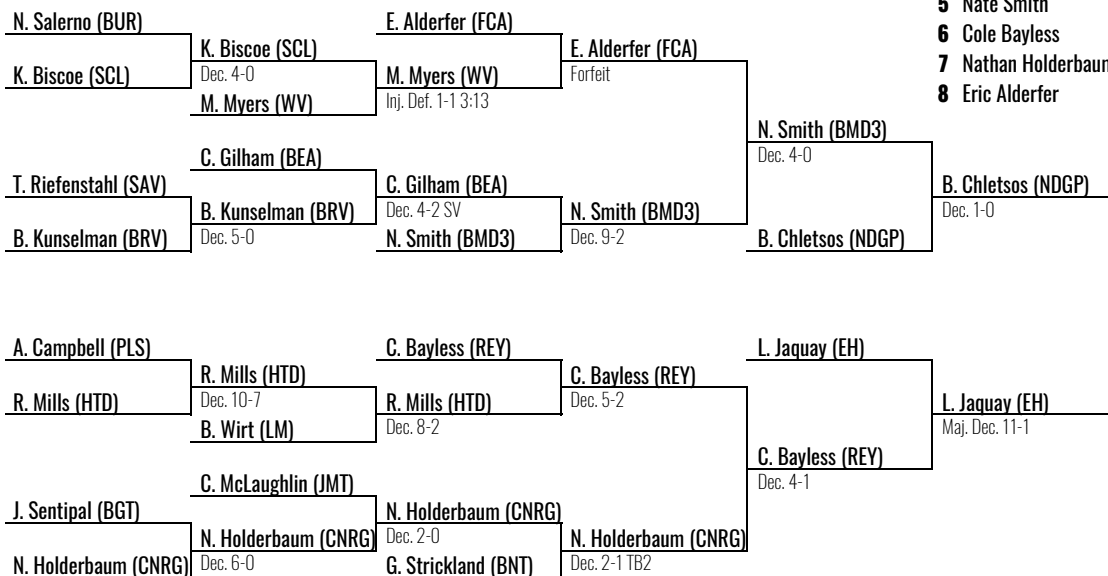 5 Nate Smith
6 Cole Bayless
7 Nathan Holderbaum
8 Eric Alderfer
N. Salerno (BUR)
K. Biscoe (SCL)
K. Biscoe (SCL)
Dec. 4-0
M. Myers (WV)
E. Alderfer (FCA)
M. Myers (WV)
Inj. Def. 1-1 3:13
E. Alderfer (FCA)
Forfeit
C. Gilham (BEA)
T. Riefenstahl (SAV)
B. Kunselman (BRV)
B. Kunselman (BRV)
Dec. 5-0
C. Gilham (BEA)
Dec. 4-2 SV
N. Smith (BMD3)
N. Smith (BMD3)
Dec. 9-2
N. Smith (BMD3)
Dec. 4-0
B. Chletsos (NDGP)
B. Chletsos (NDGP)
Dec. 1-0
A. Campbell (PLS)
R. Mills (HTD)
R. Mills (HTD)
Dec. 10-7
B. Wirt (LM)
C. Bayless (REY)
R. Mills (HTD)
Dec. 8-2
C. Bayless (REY)
Dec. 5-2
C. McLaughlin (JMT)
J. Sentipal (BGT)
N. Holderbaum (CNRG)
N. Holderbaum (CNRG)
Dec. 6-0
N. Holderbaum (CNRG)
Dec. 2-0
G. Strickland (BNT)
N. Holderbaum (CNRG)
Dec. 2-1 TB2
L. Jaquay (EH)
C. Bayless (REY)
Dec. 4-1
L. Jaquay (EH)
Maj. Dec. 11-1